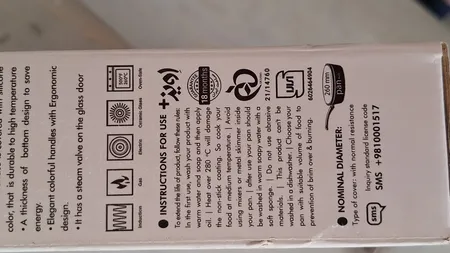 silicone
color, that is durable to high temperature
• A thickness of bottom design to save
energy.
• Elegant colorful handles with Ergonomic
design.
• It has a steam valve on the glass door
Induction
Gas
Electric
Ceramic-Glass
Oven-Safe
18 months
21/14760
6028464904
● INSTRUCTIONS FOR USE
To extend the life of product, follow these rules
In the first use, wash your product with
warm water and soap and then apply
oil. | Heat over 280 °C will damage
the non-stick coating. So cook your
food at medium temperature. | Avoid
using metal spoon or metal skimmer inside
your pan. | after use your pan should
be washed in warm soapy water with a
soft sponge. | Do not use abrasive
materials. | This product can't be
washed in a dishwasher. | Choose your
pan with suitable volume of food to
prevention of brim over & burning.
260 mm
pan
● NOMINAL DIAMETER:
Type of cover: with normal resistance
Inquiry standard license code
sms
SMS +9810001517